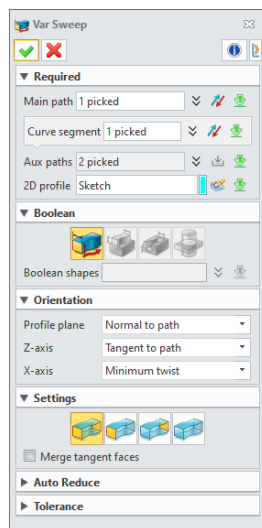 Var Sweep
Required
Main path 1 picked
Curve segment 1 picked
Aux paths 2 picked
2D profile Sketch
Boolean
Boolean shapes
Orientation
Profile plane Normal to path
Z-axis Tangent to path
X-axis Minimum twist
Settings
Merge tangent faces
Auto Reduce
Tolerance